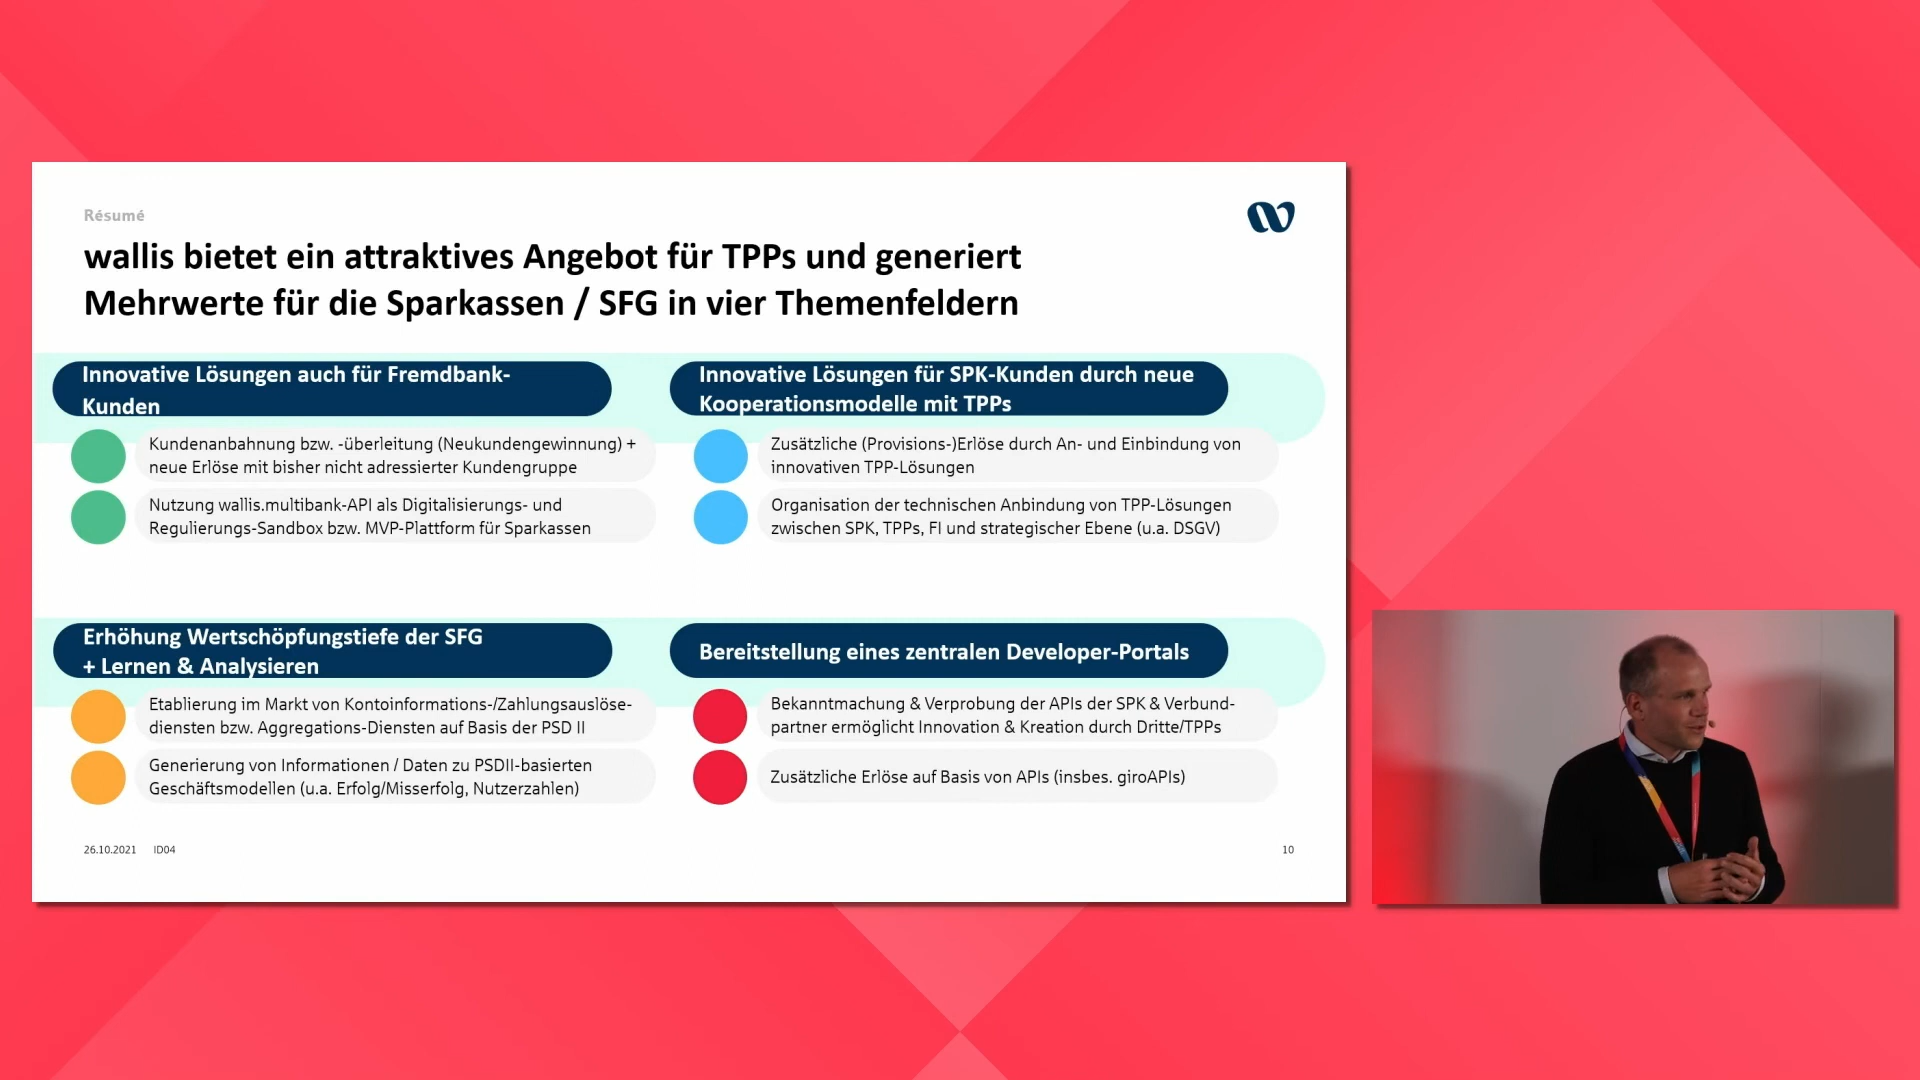 Résumé
wallis bietet ein attraktives Angebot für TPPs und generiert
Mehrwerte für die Sparkassen / SFG in vier Themenfeldern
Innovative Lösungen auch für Fremdbank-
Kunden
Kundenanbahnung bzw. -überleitung (Neukundengewinnung) +
neue Erlöse mit bisher nicht adressierter Kundengruppe
Nutzung wallis.multibank-API als Digitalisierungs- und
Regulierungs-Sandbox bzw. MVP-Plattform für Sparkassen
Innovative Lösungen für SPK-Kunden durch neue
Kooperationsmodelle mit TPPs
Zusätzliche (Provisions-)Erlöse durch An- und Einbindung von
innovativen TPP-Lösungen
Organisation der technischen Anbindung von TPP-Lösungen
zwischen SPK, TPPs, FI und strategischer Ebene (u.a. DSGV)
Erhöhung Wertschöpfungstiefe der SFG
+ Lernen & Analysieren
Etablierung im Markt von Kontoinformations-/Zahlungsauslöse-
diensten bzw. Aggregations-Diensten auf Basis der PSD II
Generierung von Informationen / Daten zu PSDII-basierten
Geschäftsmodellen (u.a. Erfolg/Misserfolg, Nutzerzahlen)
Bereitstellung eines zentralen Developer-Portals
Bekanntmachung & Verprobung der APIs der SPK & Verbund-
partner ermöglicht Innovation & Kreation durch Dritte/TPPs
Zusätzliche Erlöse auf Basis von APIs (insbes. giroAPIs)
26.10.2021 ID04
10